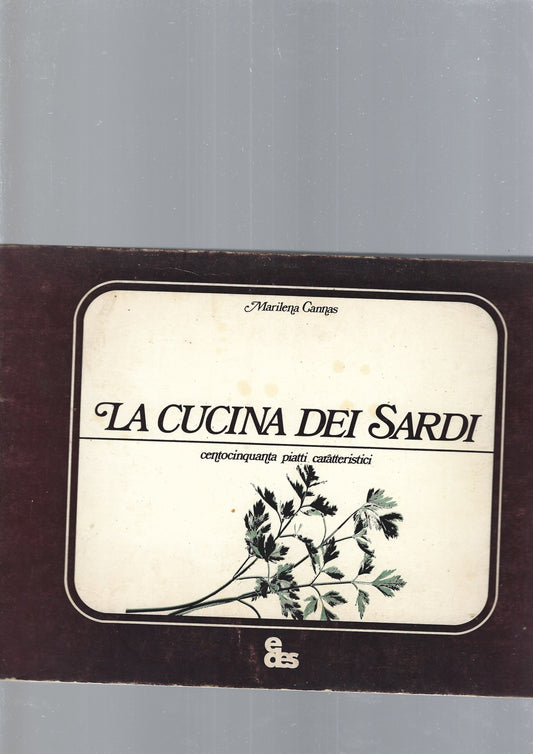 Marilena Cannas
LA CUCINA DEI SARDI
centocinquanta piatti caratteristici
edes